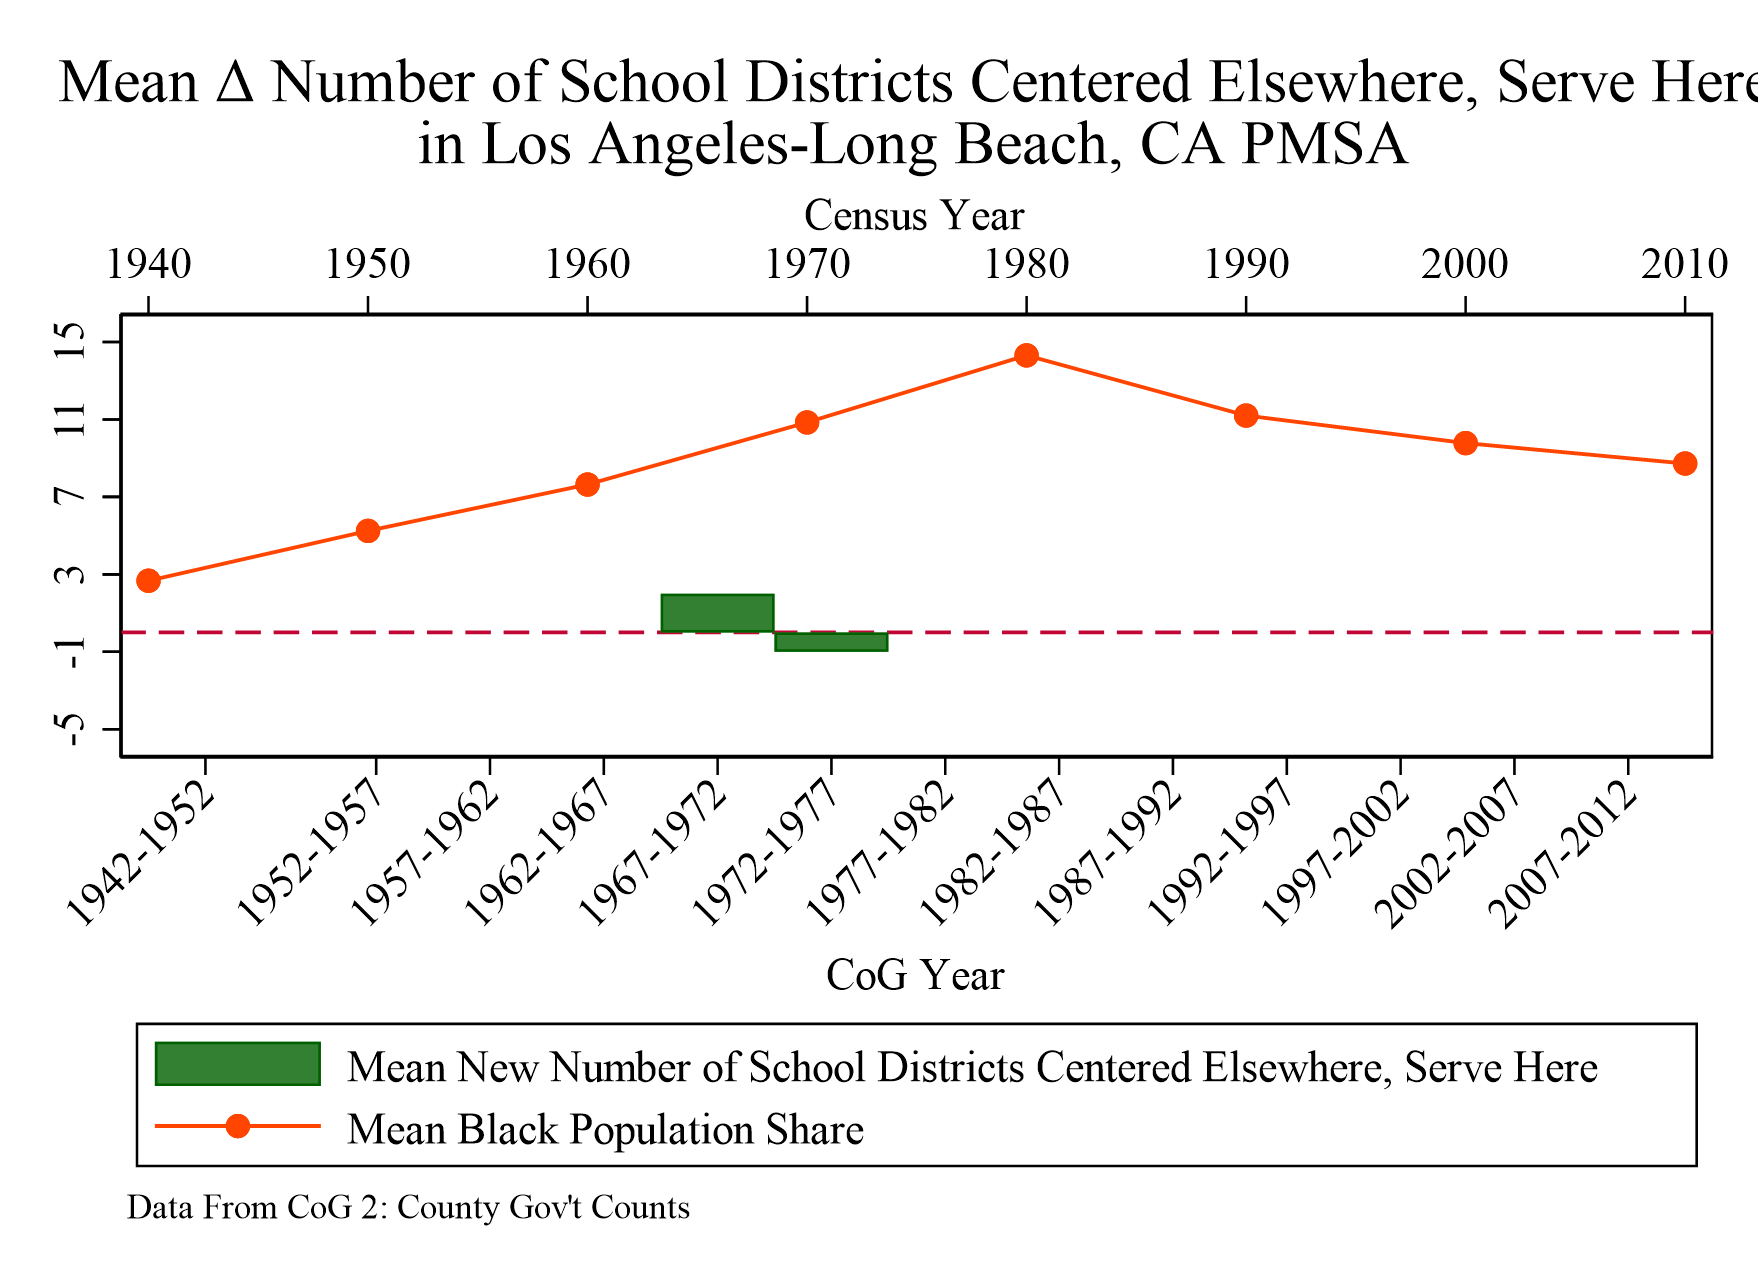 Mean Δ Number of School Districts Centered Elsewhere, Serve Here
in Los Angeles-Long Beach, CA PMSA
Census Year
1940 1950 1960 1970 1980 1990 2000 2010
15
11
7
3
-1
-5
1942-1952 1952-1957 1957-1962 1962-1967 1967-1972 1972-1977 1977-1982 1982-1987 1987-1992 1992-1997 1997-2002 2002-2007 2007-2012
CoG Year
Mean New Number of School Districts Centered Elsewhere, Serve Here
Mean Black Population Share
Data From CoG 2: County Gov't Counts